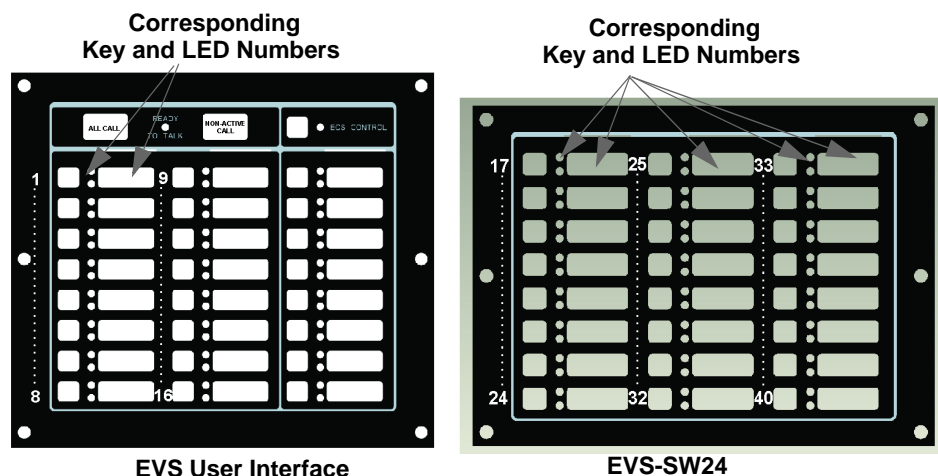 Corresponding
Key and LED Numbers
ALL CALL
READY
TO TALK
NON-ACTIVE
CALL
ECS CONTROL
1
9
8
16
EVS User Interface
Corresponding
Key and LED Numbers
17
25
33
24
32
40
EVS-SW24